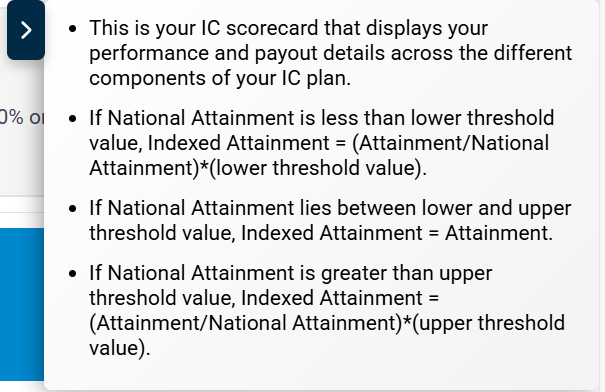 • This is your IC scorecard that displays your
performance and payout details across the different
components of your IC plan.
• If National Attainment is less than lower threshold
0% or
value, Indexed Attainment = (Attainment/National
Attainment)*(lower threshold value).
• If National Attainment lies between lower and upper
threshold value, Indexed Attainment = Attainment.
• If National Attainment is greater than upper
threshold value, Indexed Attainment =
(Attainment/National Attainment)*(upper threshold
value).